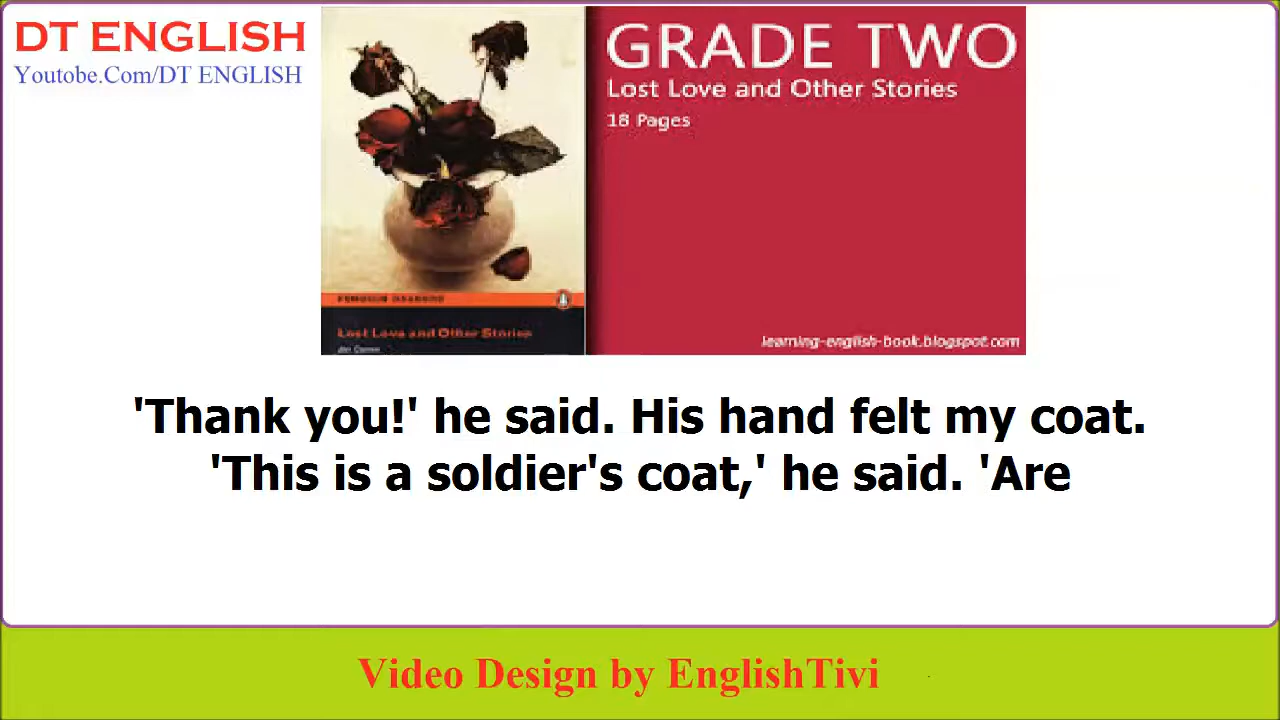 DT ENGLISH
Youtobe.Com/DT ENGLISH
GRADE TWO
Lost Love and Other Stories
18 Pages
PENGUIN READERS
Lost Love and Other Stories
learning-english-book.blogspot.com
'Thank you!' he said. His hand felt my coat.
'This is a soldier's coat,' he said. 'Are
Video Design by EnglishTivi